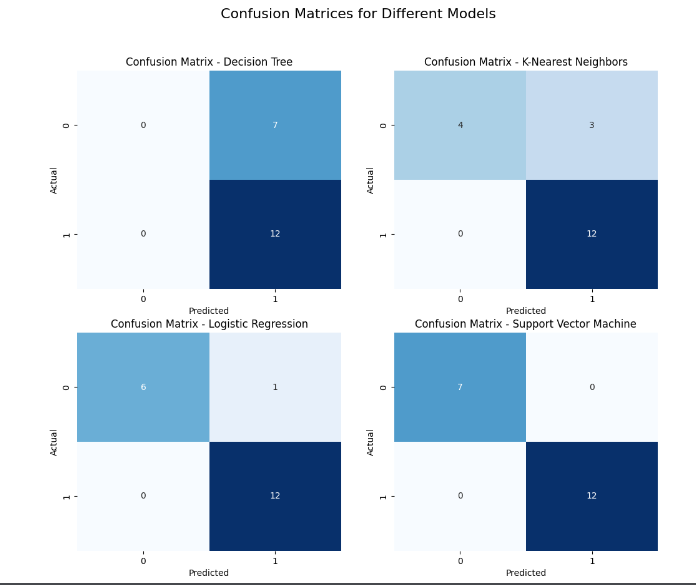 Confusion Matrices for Different Models
Confusion Matrix - Decision Tree
0
0
7
Actual
1
0
12
0
1
Predicted
Confusion Matrix - K-Nearest Neighbors
0
4
3
Actual
1
0
12
0
1
Predicted
Confusion Matrix - Logistic Regression
0
6
1
Actual
1
0
12
0
1
Predicted
Confusion Matrix - Support Vector Machine
0
7
0
Actual
1
0
12
0
1
Predicted